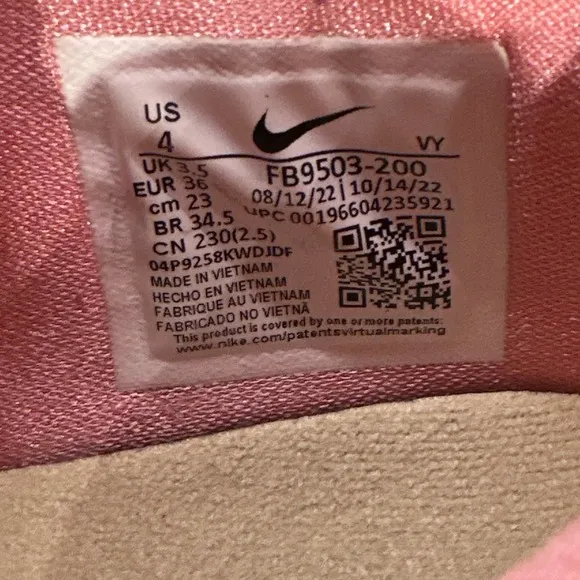 US
4
VY
UK 3.5
EUR 36
cm 23
BR 34.5
CN 230(2.5)
FB9503-200
08/12/22|10/14/22
UPC 00196604235921
04P9258KWDJDF
MADE IN VIETNAM
HECHO EN VIETNAM
FABRIQUE AU VIETNAM
FABRICADO NO VIETNÃ
This product is covered by one or more patents:
www.nike.com/patentsvirtualmarking